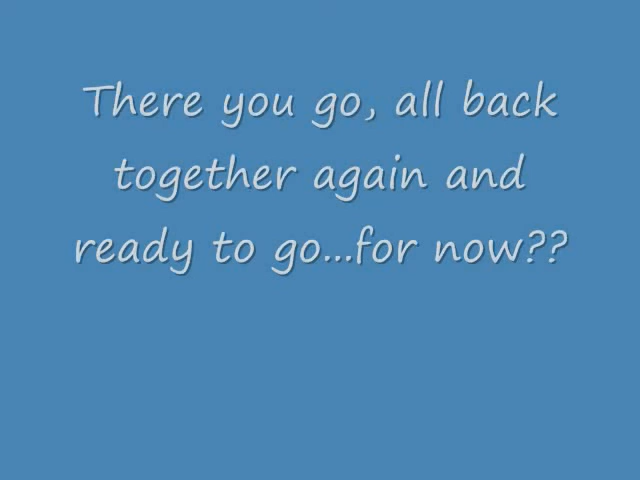 There you go, all back
together again and
ready to go...for now??